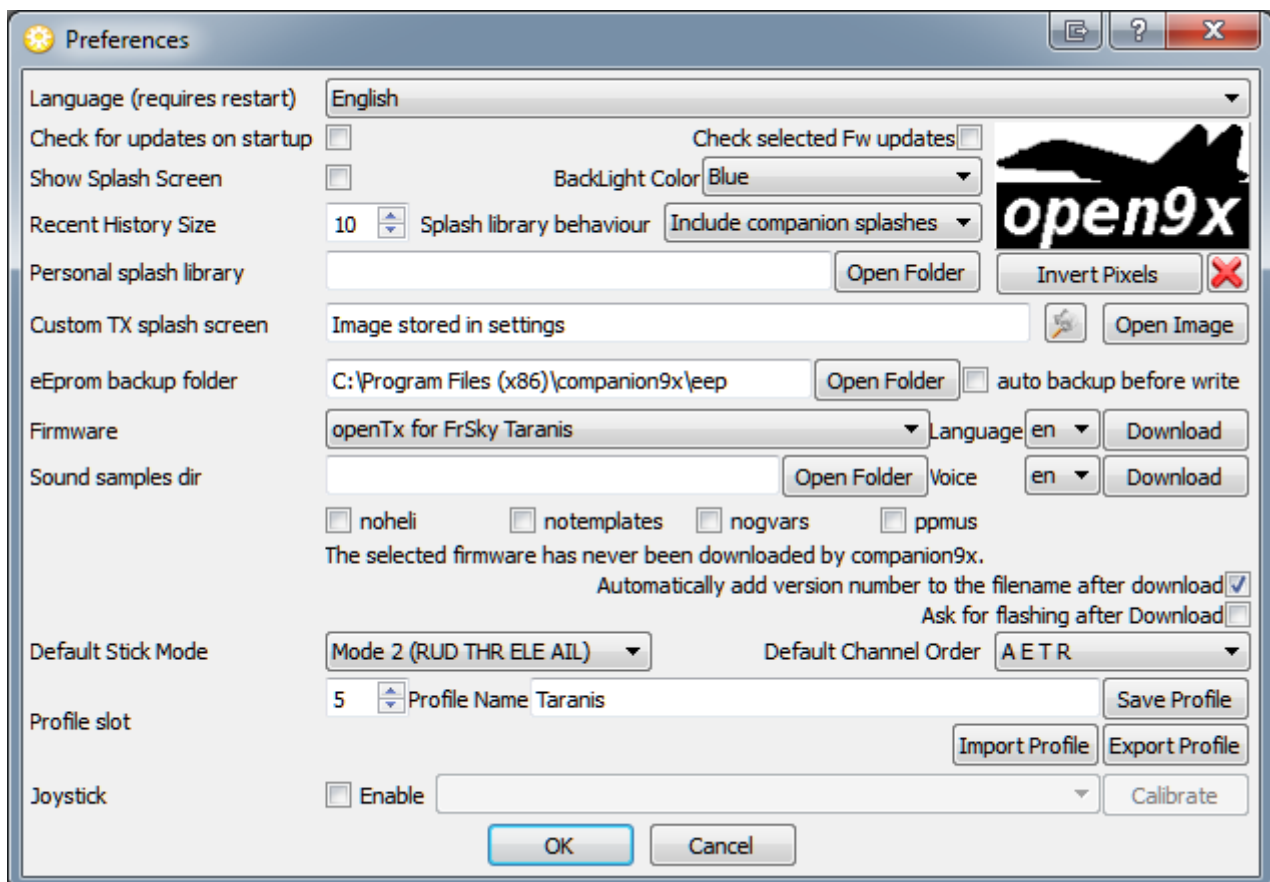 Preferences
Language (requires restart) English
Check for updates on startup Check selected Fw updates
Show Splash Screen BackLight Color Blue
open9x
Recent History Size 10 Splash library behaviour Include companion splashes
Personal splash library Open Folder Invert Pixels
Custom TX splash screen Image stored in settings Open Image
eEprom backup folder C:\Program Files (x86)\companion9x\eep Open Folder auto backup before write
Firmware openTx for FrSky Taranis Language en Download
Sound samples dir Open Folder Voice en Download
noheli notemplates nogvars ppmus
The selected firmware has never been downloaded by companion9x.
Automatically add version number to the filename after download
Ask for flashing after Download
Default Stick Mode Mode 2 (RUD THR ELE AIL) Default Channel Order A E T R
Profile slot 5 Profile Name Taranis Save Profile
Import Profile Export Profile
Joystick Enable Calibrate
OK Cancel